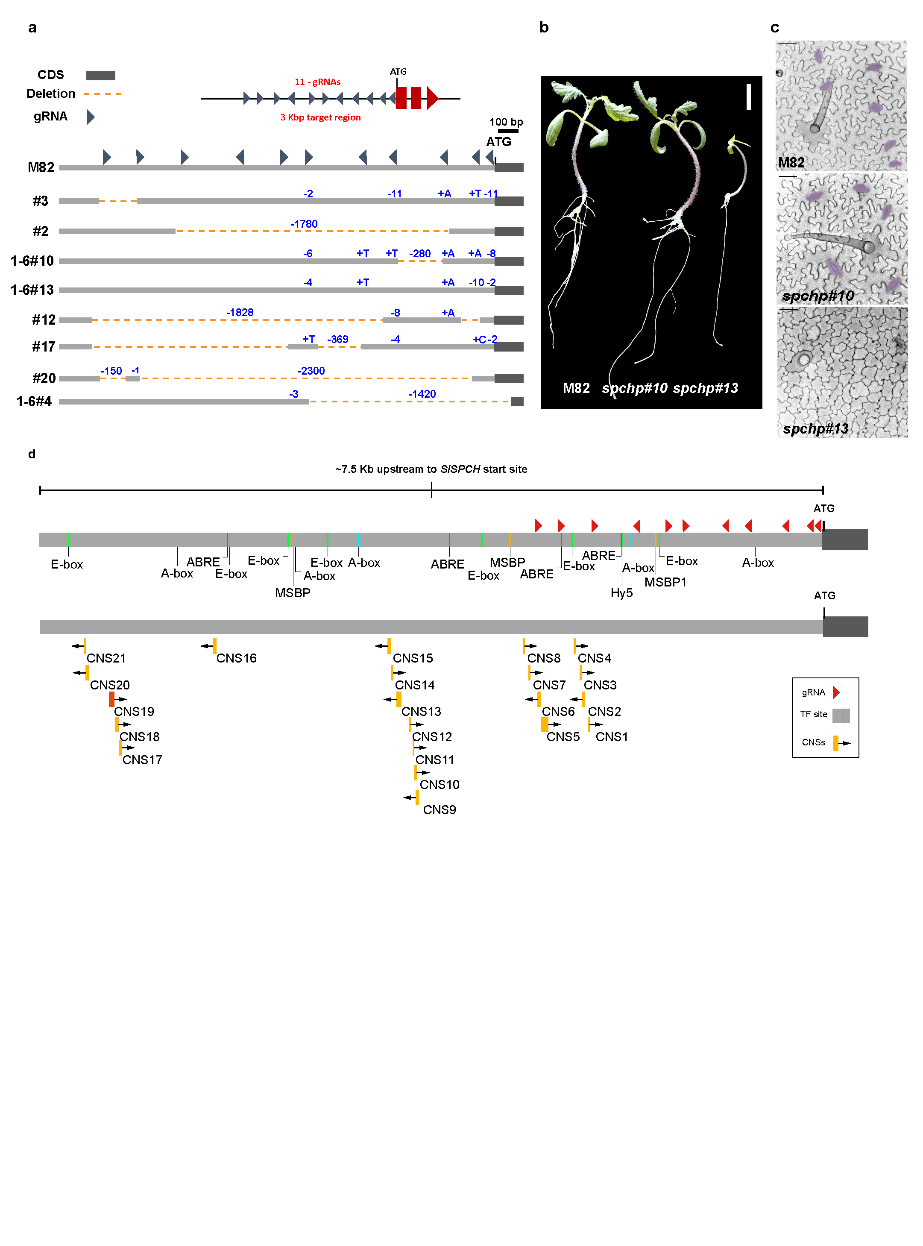 a
b
c
CDS
Deletion
gRNA
11 - gRNAs
ATG
3 Kbp target region
100 bp
ATG
M82
#3
-2 -11 +A +T -11
#2
-1780
1-6#10
-6 +T +T -280 +A +A -8
1-6#13
-4 +T +A -10 -2
#12
-1828 -8 +A
#17
+T -369 -4 +C -2
#20
-150 -1 -2300
1-6#4
-3 -1420
M82 spchp#10 spchp#13
M82
spchp#10
spchp#13
d
~7.5 Kb upstream to SlSPCH start site
ATG
E-box A-box ABRE E-box E-box MSBP A-box E-box A-box ABRE E-box MSBP ABRE E-box ABRE Hy5 A-box MSBP1 E-box A-box
ATG
CNS21 CNS16 CNS15 CNS8 CNS4
CNS20 CNS14 CNS7 CNS3
CNS19 CNS13 CNS6 CNS2
CNS18 CNS12 CNS5 CNS1
CNS17 CNS11
CNS10
CNS9
gRNA
TF site
CNSs